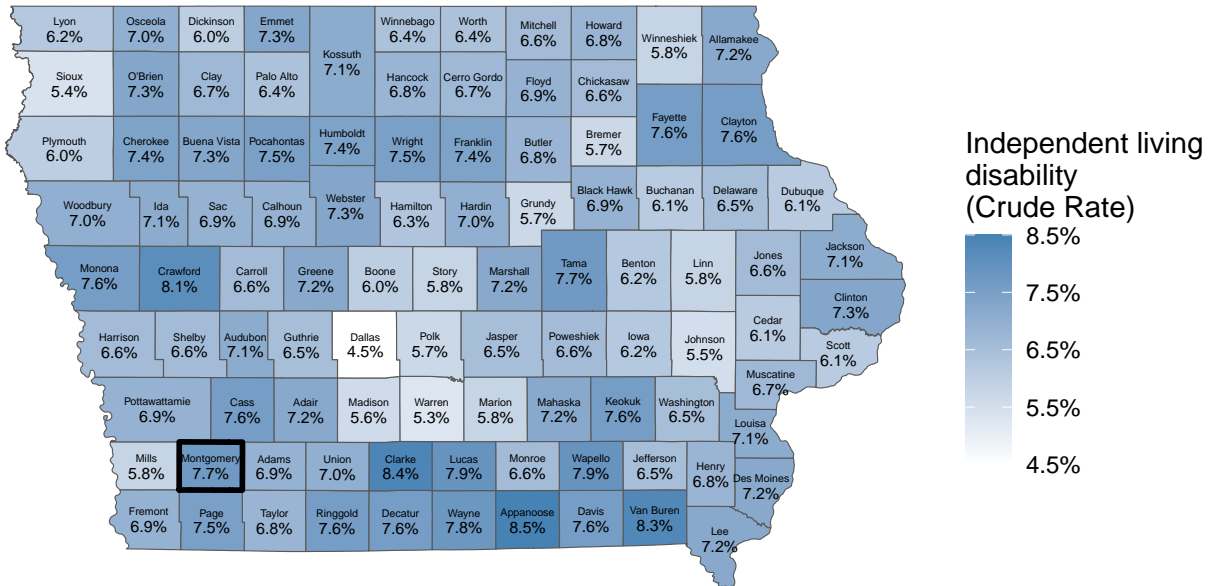 Lyon
6.2%
Osceola
7.0%
Dickinson
6.0%
Emmet
7.3%
Kossuth
7.1%
Winnebago
6.4%
Worth
6.4%
Mitchell
6.6%
Howard
6.8%
Winneshiek
5.8%
Allamakee
7.2%
Sioux
5.4%
O'Brien
7.3%
Clay
6.7%
Palo Alto
6.4%
Hancock
6.8%
Cerro Gordo
6.7%
Floyd
6.9%
Chickasaw
6.6%
Fayette
7.6%
Clayton
7.6%
Plymouth
6.0%
Cherokee
7.4%
Buena Vista
7.3%
Pocahontas
7.5%
Humboldt
7.4%
Wright
7.5%
Franklin
7.4%
Butler
6.8%
Bremer
5.7%
Woodbury
7.0%
Ida
7.1%
Sac
6.9%
Calhoun
6.9%
Webster
7.3%
Hamilton
6.3%
Hardin
7.0%
Grundy
5.7%
Black Hawk
6.9%
Buchanan
6.1%
Delaware
6.5%
Dubuque
6.1%
Monona
7.6%
Crawford
8.1%
Carroll
6.6%
Greene
7.2%
Boone
6.0%
Story
5.8%
Marshall
7.2%
Tama
7.7%
Benton
6.2%
Linn
5.8%
Jones
6.6%
Jackson
7.1%
Clinton
7.3%
Harrison
6.6%
Shelby
6.6%
Audubon
7.1%
Guthrie
6.5%
Dallas
4.5%
Polk
5.7%
Jasper
6.5%
Poweshiek
6.6%
Iowa
6.2%
Johnson
5.5%
Cedar
6.1%
Scott
6.1%
Muscatine
6.7%
Pottawattamie
6.9%
Cass
7.6%
Adair
7.2%
Madison
5.6%
Warren
5.3%
Marion
5.8%
Mahaska
7.2%
Keokuk
7.6%
Washington
6.5%
Louisa
7.1%
Mills
5.8%
Montgomery
7.7%
Adams
6.9%
Union
7.0%
Clarke
8.4%
Lucas
7.9%
Monroe
6.6%
Wapello
7.9%
Jefferson
6.5%
Henry
6.8%
Des Moines
7.2%
Fremont
6.9%
Page
7.5%
Taylor
6.8%
Ringgold
7.6%
Decatur
7.6%
Wayne
7.8%
Appanoose
8.5%
Davis
7.6%
Van Buren
8.3%
Lee
7.2%
Independent living
disability
(Crude Rate)
8.5%
7.5%
6.5%
5.5%
4.5%